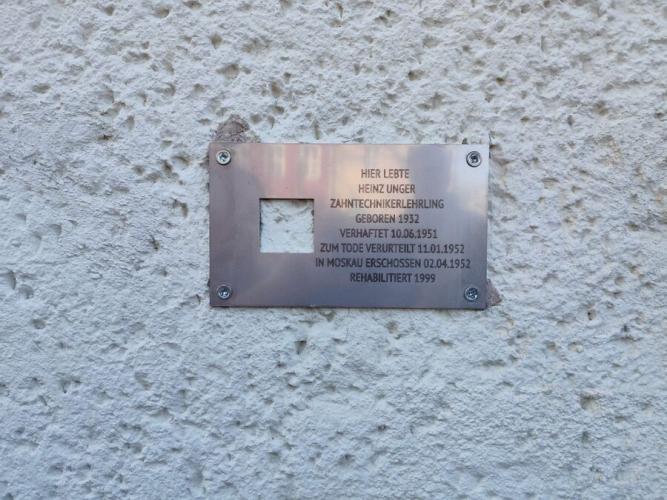 HIER LEBTE
HEINZ UNGER
ZAHNTECHNIKERLEHRLING
GEBOREN 1932
VERHAFTET 10.06.1951
ZUM TODE VERURTEILT 11.01.1952
IN MOSKAU ERSCHOSSEN 02.04.1952
REHABILITIERT 1999